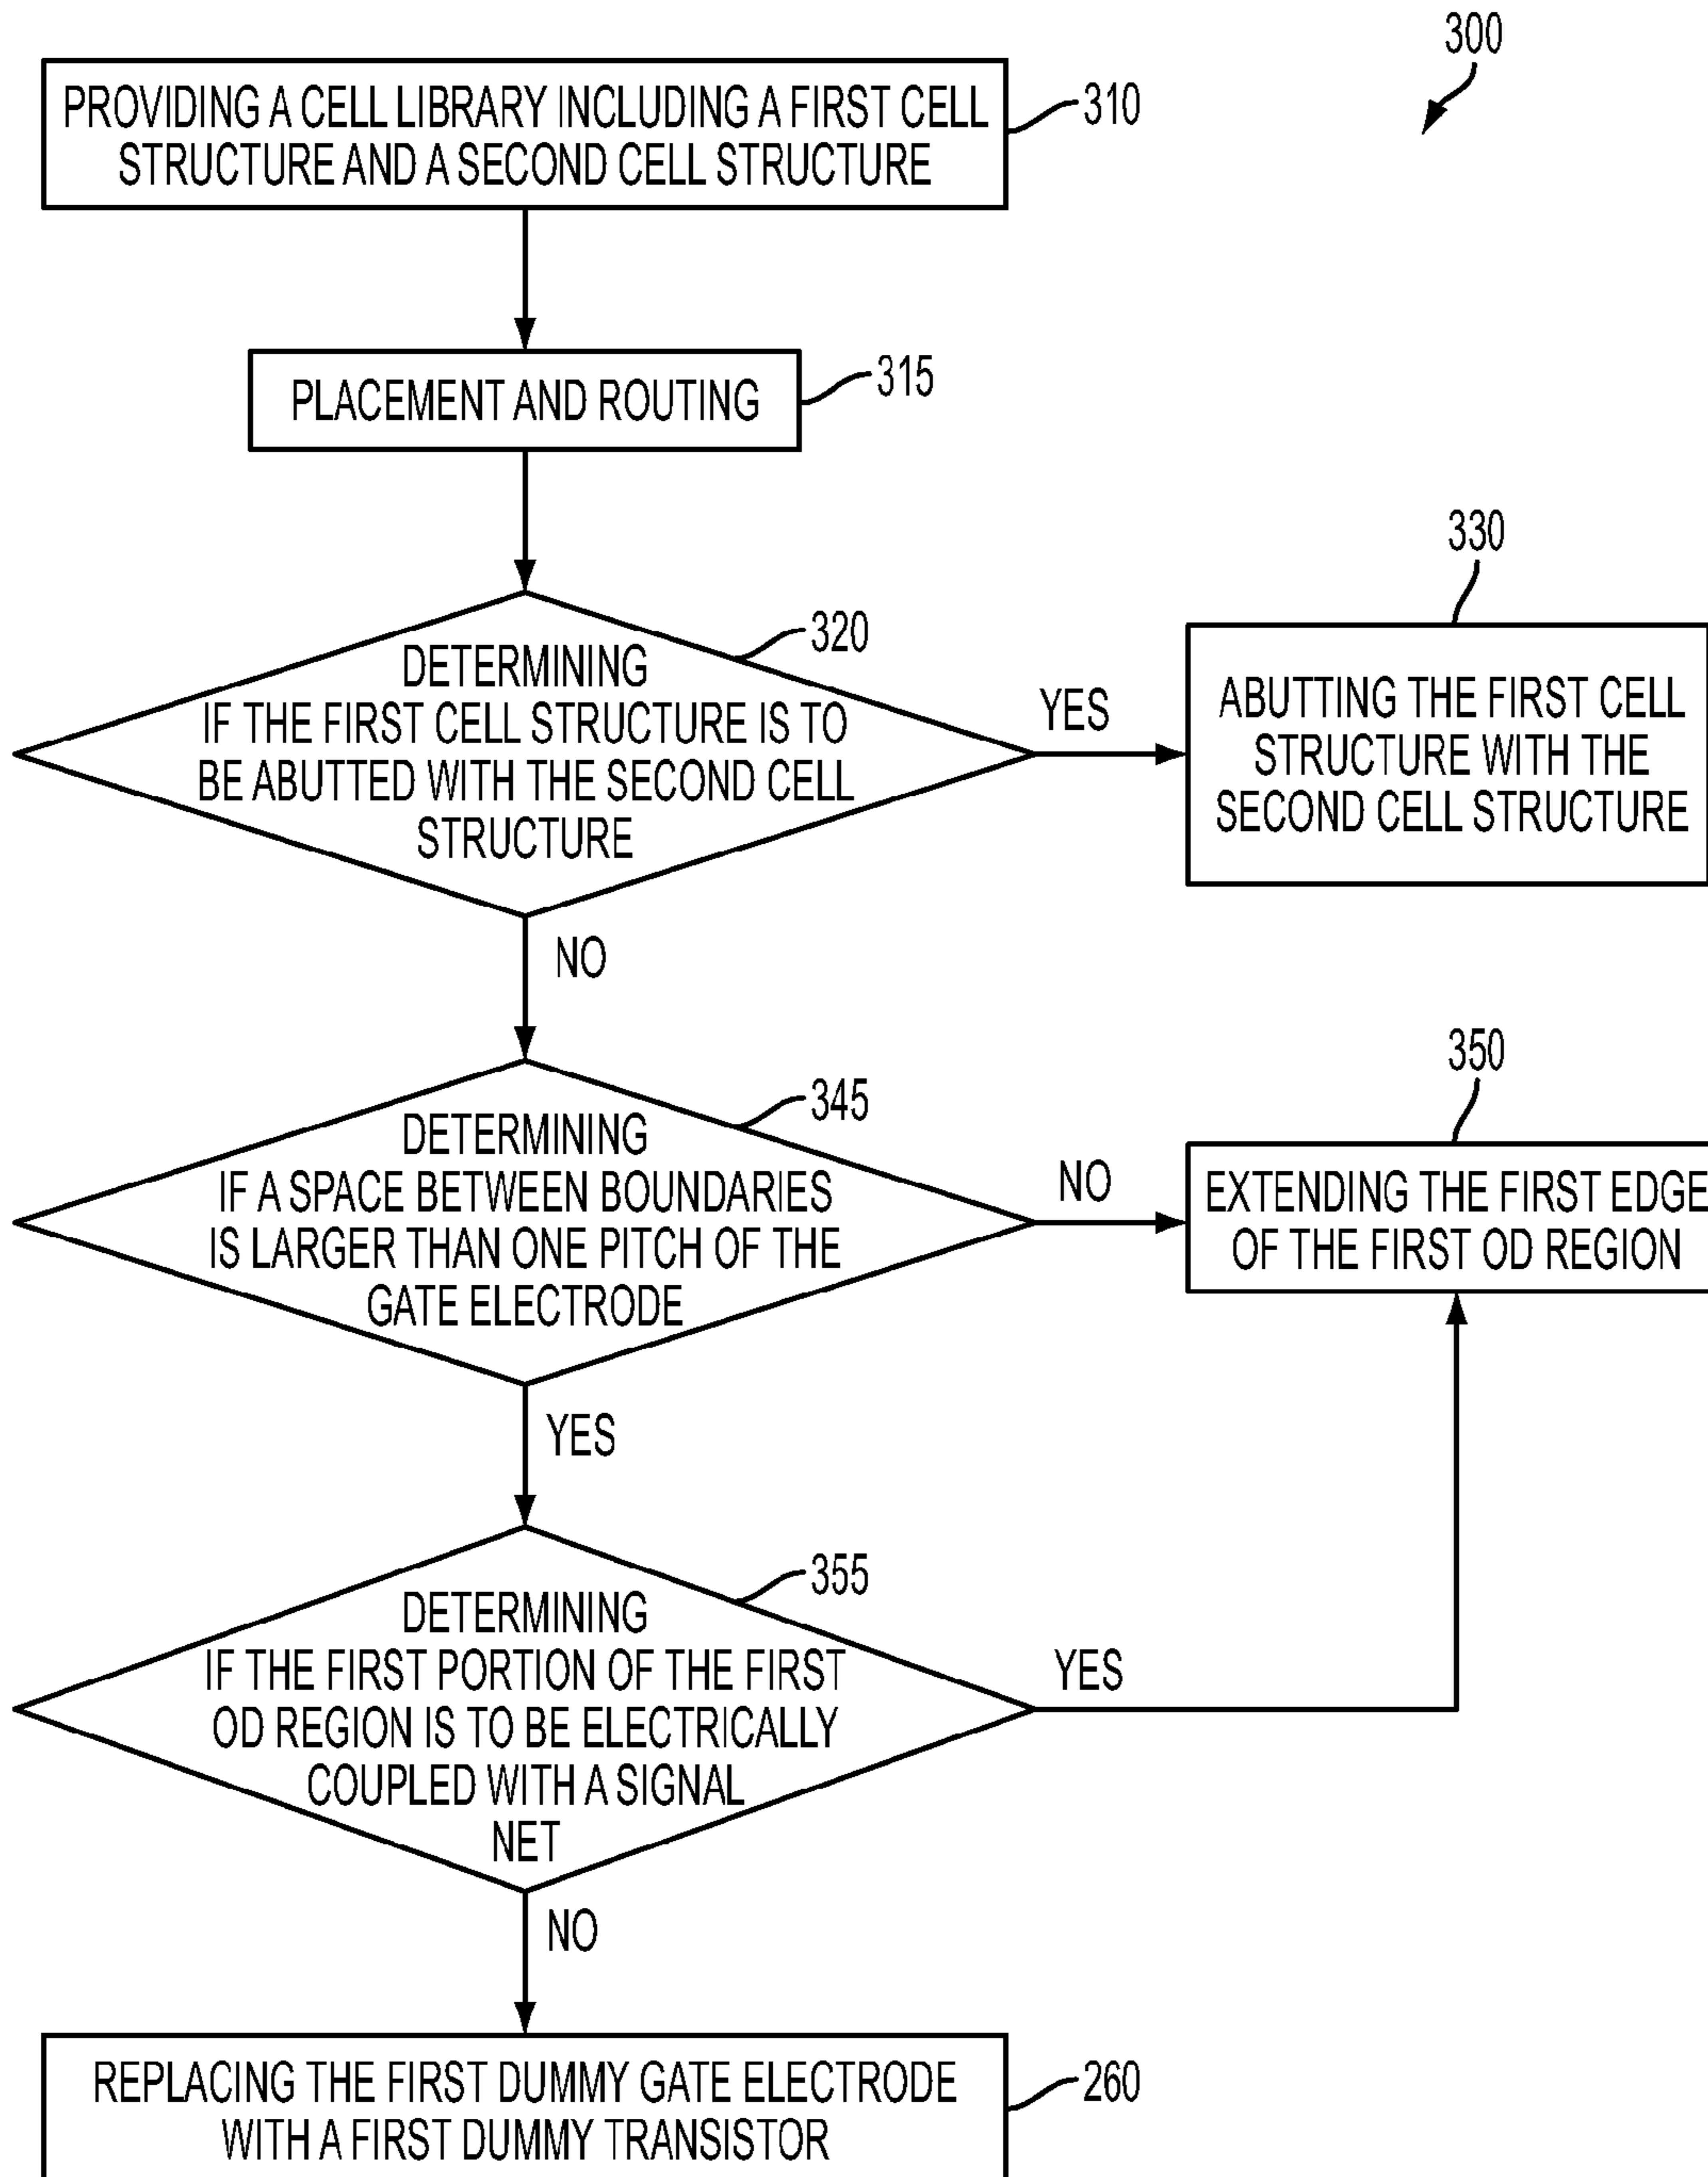 300
PROVIDING A CELL LIBRARY INCLUDING A FIRST CELL
STRUCTURE AND A SECOND CELL STRUCTURE
310
PLACEMENT AND ROUTING
315
DETERMINING
IF THE FIRST CELL STRUCTURE IS TO
BE ABUTTED WITH THE SECOND CELL
STRUCTURE
320
YES
330
ABUTTING THE FIRST CELL
STRUCTURE WITH THE
SECOND CELL STRUCTURE
NO
DETERMINING
IF A SPACE BETWEEN BOUNDARIES
IS LARGER THAN ONE PITCH OF THE
GATE ELECTRODE
345
NO
350
EXTENDING THE FIRST EDGE
OF THE FIRST OD REGION
YES
DETERMINING
IF THE FIRST PORTION OF THE FIRST
OD REGION IS TO BE ELECTRICALLY
COUPLED WITH A SIGNAL
NET
355
YES
NO
REPLACING THE FIRST DUMMY GATE ELECTRODE
WITH A FIRST DUMMY TRANSISTOR
260